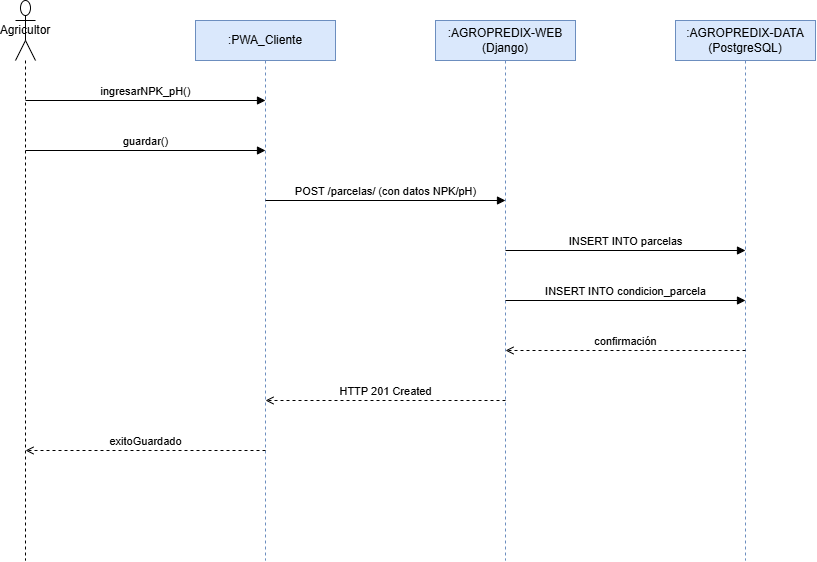 Agricultor
:PWA_Cliente
:AGROPREDIX-WEB
(Django)
:AGROPREDIX-DATA
(PostgreSQL)
ingresarNPK_pH()
guardar()
POST /parcelas/ (con datos NPK/pH)
INSERT INTO parcelas
INSERT INTO condicion_parcela
confirmación
HTTP 201 Created
exitoGuardado